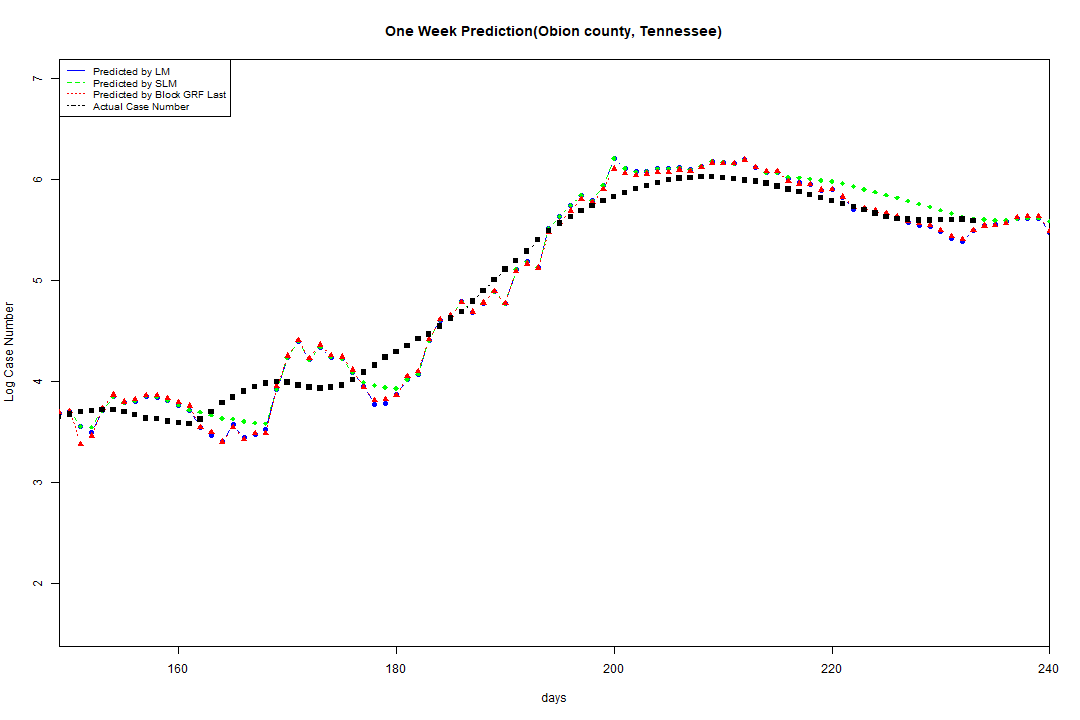 One Week Prediction(Obion county, Tennessee)
Predicted by LM
Predicted by SLM
Predicted by Block GRF Last
Actual Case Number
7
6
5
4
3
2
Log Case Number
160 180 200 220 240
days